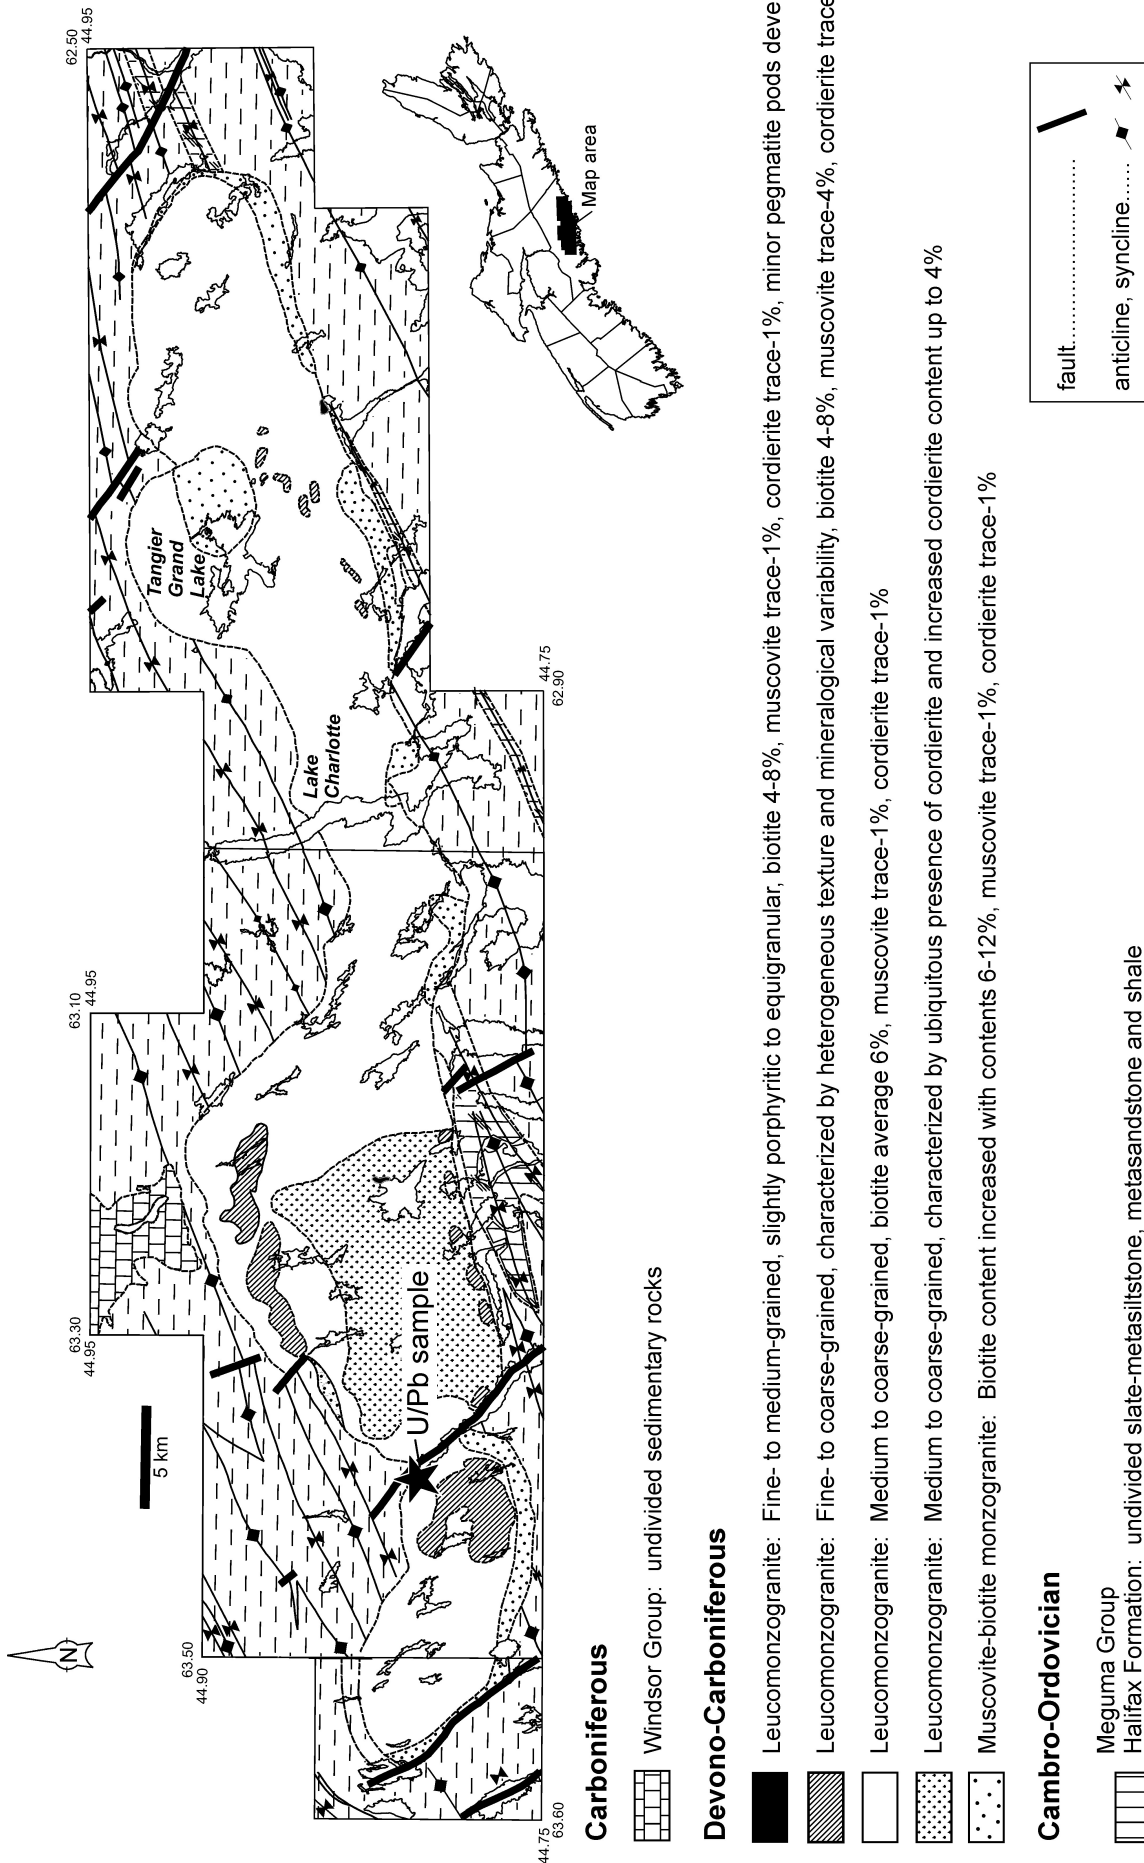 N
5 km
63.60
44.75
63.50
44.90
63.30
44.95
63.10
44.95
62.90
44.75
62.50
44.95
U/Pb sample
Lake
Charlotte
Tangier
Grand
Lake
Map area
Carboniferous
Windsor Group: undivided sedimentary rocks
Devono-Carboniferous
Leucomonzogranite: Fine- to medium-grained, slightly porphyritic to equigranular, biotite 4-8%, muscovite trace-1%, cordierite trace-1%, minor pegmatite pods deve
Leucomonzogranite: Fine- to coarse-grained, characterized by heterogeneous texture and mineralogical variability, biotite 4-8%, muscovite trace-4%, cordierite trace
Leucomonzogranite: Medium to coarse-grained, biotite average 6%, muscovite trace-1%, cordierite trace-1%
Leucomonzogranite: Medium to coarse-grained, characterized by ubiquitous presence of cordierite and increased cordierite content up to 4%
Muscovite-biotite monzogranite: Biotite content increased with contents 6-12%, muscovite trace-1%, cordierite trace-1%
Cambro-Ordovician
Meguma Group
Halifax Formation: undivided slate-metasiltstone, metasandstone and shale
fault....................
anticline, syncline......